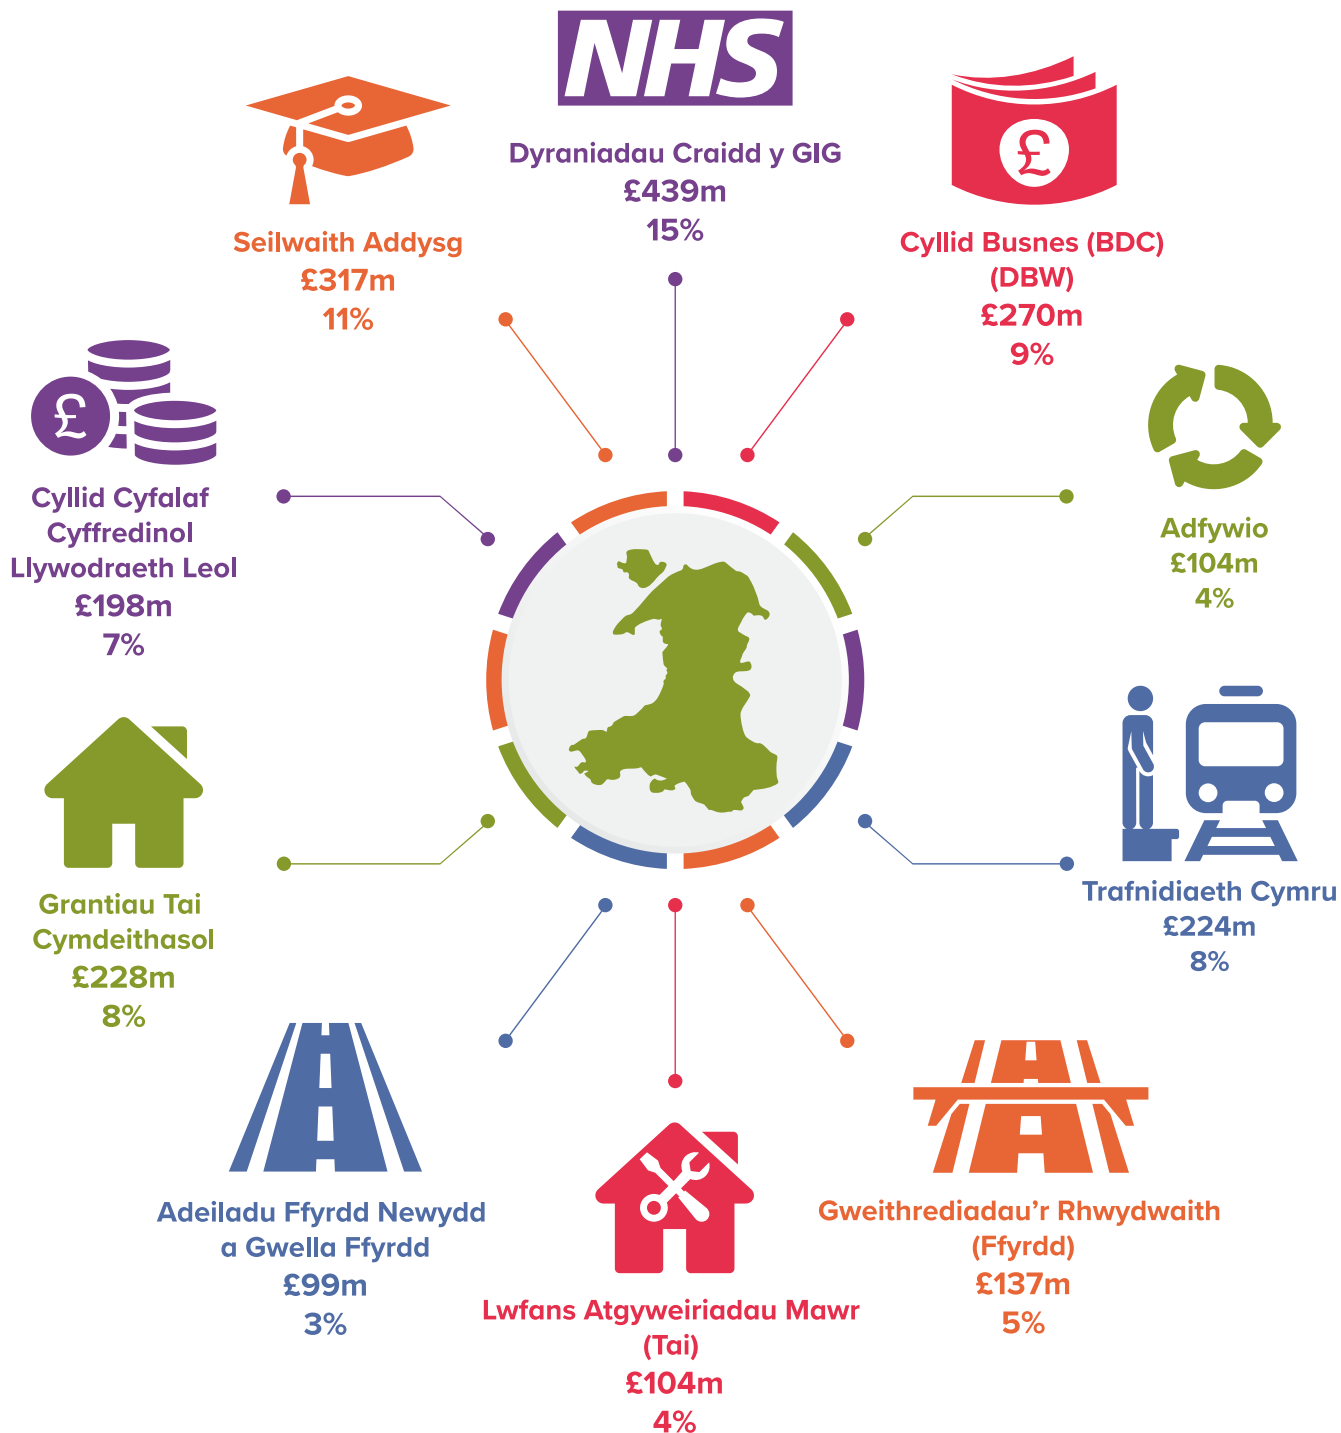 NHS
Dyraniadau Craidd y GIG
£439m
15%
£
Cyllid Busnes (BDC)
(DBW)
£270m
9%
Adfywio
£104m
4%
Trafnidiaeth Cymru
£224m
8%
Gweithrediadau’r Rhwydwaith
(Ffyrdd)
£137m
5%
Lwfans Atgyweiriadau Mawr
(Tai)
£104m
4%
Adeiladu Ffyrdd Newydd
a Gwella Ffyrdd
£99m
3%
Grantiau Tai
Cymdeithasol
£228m
8%
£
Cyllid Cyfalaf
Cyffredinol
Llywodraeth Leol
£198m
7%
Seilwaith Addysg
£317m
11%